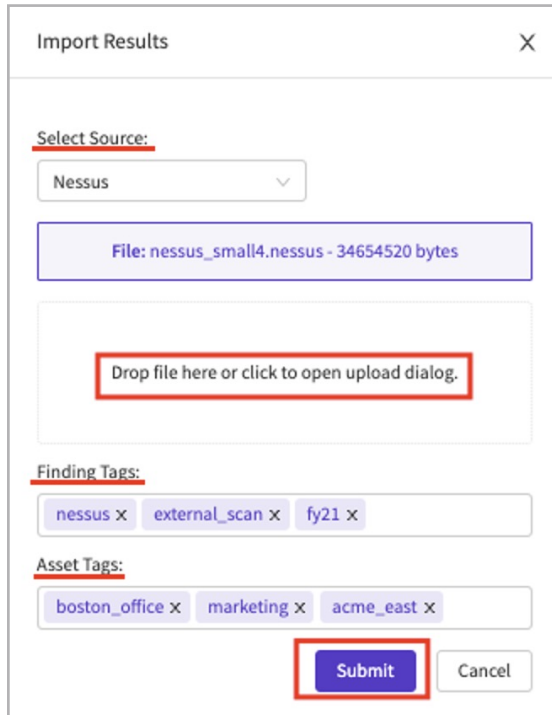 Import Results X
Select Source:
Nessus
File: nessus_small4.nessus - 34654520 bytes
Drop file here or click to open upload dialog.
Finding Tags:
nessus x external_scan x fy21 x
Asset Tags:
boston_office x marketing x acme_east x
Submit Cancel